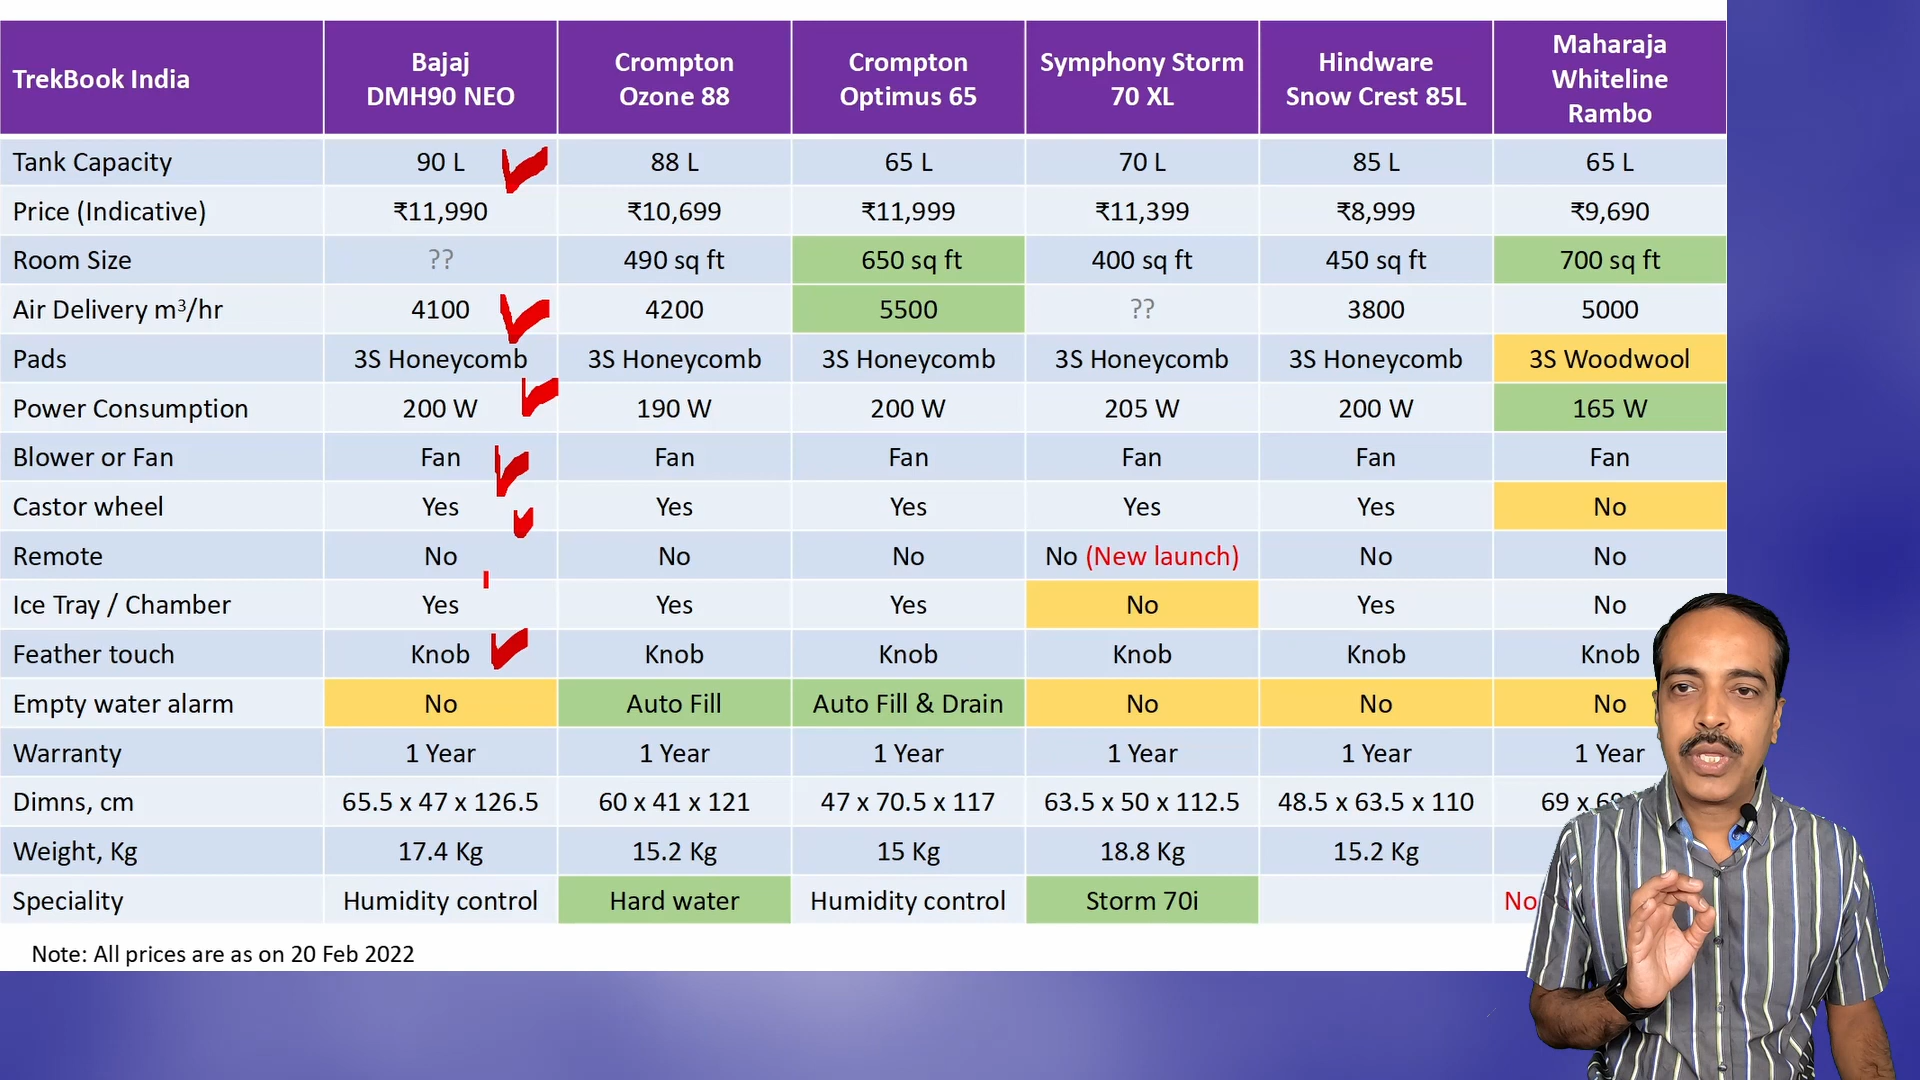 TrekBook India
Bajaj
DMH90 NEO
Crompton
Ozone 88
Crompton
Optimus 65
Symphony Storm
70 XL
Hindware
Snow Crest 85L
Maharaja
Whiteline
Rambo
Tank Capacity 90 L 88 L 65 L 70 L 85 L 65 L
Price (Indicative) ₹11,990 ₹10,699 ₹11,999 ₹11,399 ₹8,999 ₹9,690
Room Size ?? 490 sq ft 650 sq ft 400 sq ft 450 sq ft 700 sq ft
Air Delivery m³/hr 4100 4200 5500 ?? 3800 5000
Pads 3S Honeycomb 3S Honeycomb 3S Honeycomb 3S Honeycomb 3S Honeycomb 3S Woodwool
Power Consumption 200 W 190 W 200 W 205 W 200 W 165 W
Blower or Fan Fan Fan Fan Fan Fan Fan
Castor wheel Yes Yes Yes Yes Yes No
Remote No No No No (New launch) No No
Ice Tray / Chamber Yes Yes Yes No Yes No
Feather touch Knob Knob Knob Knob Knob Knob
Empty water alarm No Auto Fill Auto Fill & Drain No No No
Warranty 1 Year 1 Year 1 Year 1 Year 1 Year 1 Year
Dimns, cm 65.5 x 47 x 126.5 60 x 41 x 121 47 x 70.5 x 117 63.5 x 50 x 112.5 48.5 x 63.5 x 110 69 x
Weight, Kg 17.4 Kg 15.2 Kg 15 Kg 18.8 Kg 15.2 Kg
Speciality Humidity control Hard water Humidity control Storm 70i No
Note: All prices are as on 20 Feb 2022